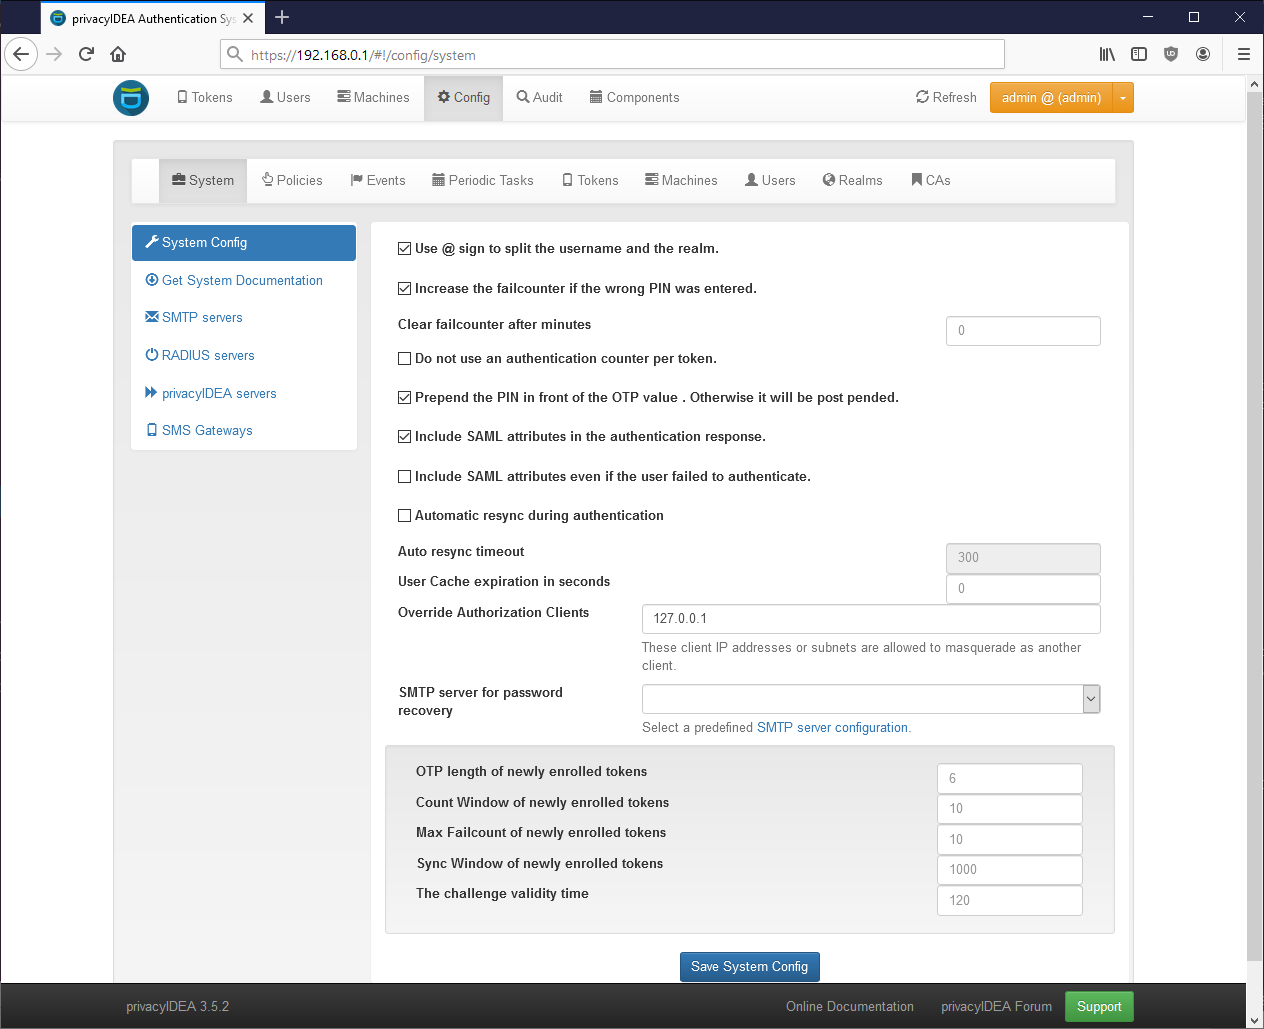 privacyIDEA Authentication Sys
https://192.168.0.1/#!/config/system
Tokens Users Machines Config Audit Components Refresh admin @ (admin)
System Policies Events Periodic Tasks Tokens Machines Users Realms CAs
System Config
Get System Documentation
SMTP servers
RADIUS servers
privacyIDEA servers
SMS Gateways
Use @ sign to split the username and the realm.
Increase the failcounter if the wrong PIN was entered.
Clear failcounter after minutes 0
Do not use an authentication counter per token.
Prepend the PIN in front of the OTP value . Otherwise it will be post pended.
Include SAML attributes in the authentication response.
Include SAML attributes even if the user failed to authenticate.
Automatic resync during authentication
Auto resync timeout 300
User Cache expiration in seconds 0
Override Authorization Clients 127.0.0.1
These client IP addresses or subnets are allowed to masquerade as another
client.
SMTP server for password
recovery
Select a predefined SMTP server configuration.
OTP length of newly enrolled tokens 6
Count Window of newly enrolled tokens 10
Max Failcount of newly enrolled tokens 10
Sync Window of newly enrolled tokens 1000
The challenge validity time 120
Save System Config
privacyIDEA 3.5.2 Online Documentation privacyIDEA Forum Support